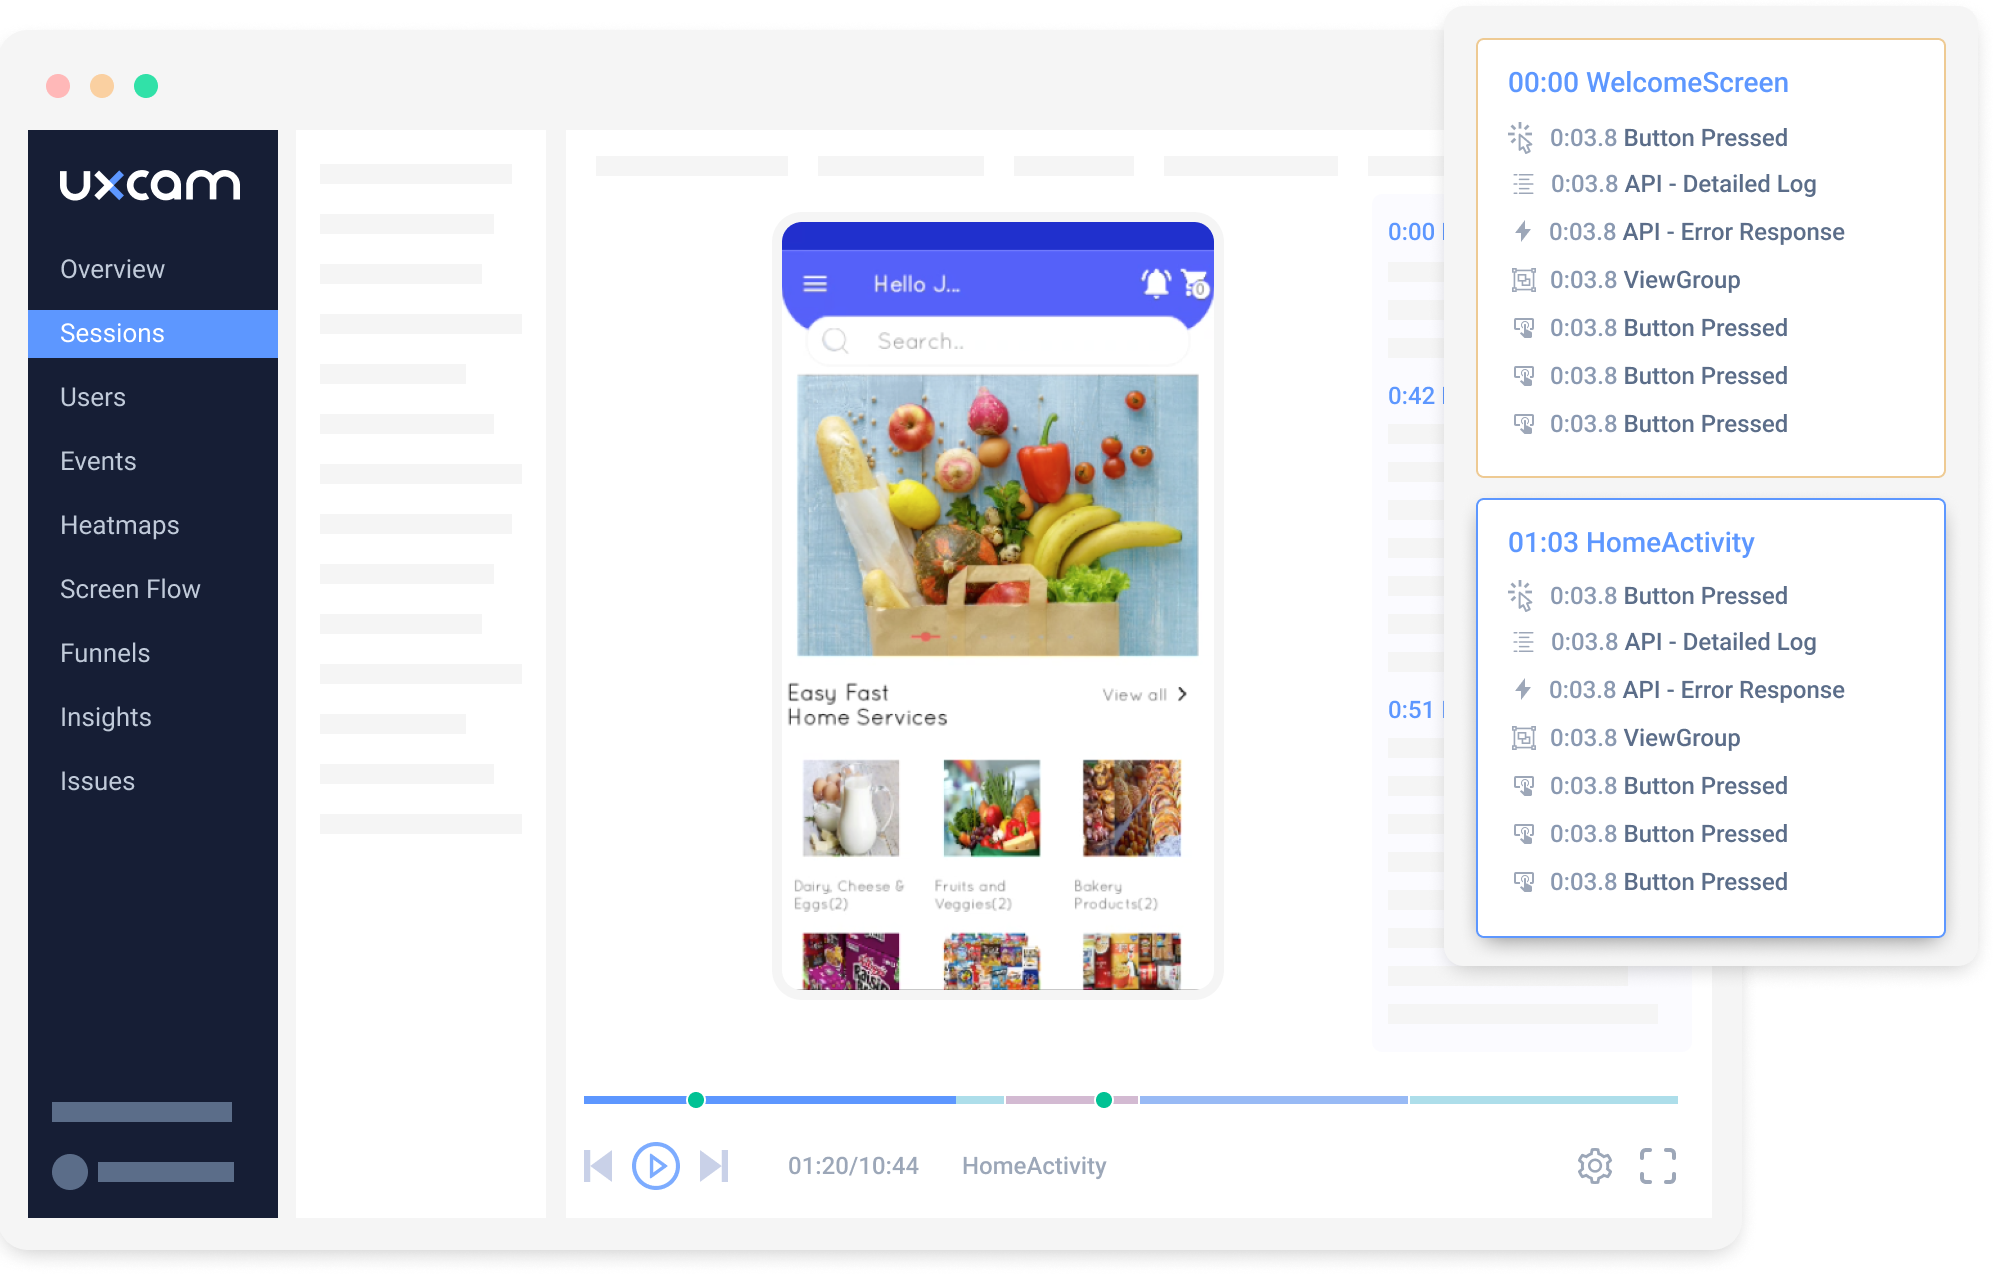 uxcam
Overview
Sessions
Users
Events
Heatmaps
Screen Flow
Funnels
Insights
Issues
Hello J...
0
Search..
Easy Fast
Home Services
View all
Dairy, Cheese &
Eggs(2)
Fruits and
Veggies(2)
Bakery
Products(2)
01:20/10:44
HomeActivity
0:00
0:42
0:51
00:00 WelcomeScreen
0:03.8 Button Pressed
0:03.8 API - Detailed Log
0:03.8 API - Error Response
0:03.8 ViewGroup
0:03.8 Button Pressed
0:03.8 Button Pressed
0:03.8 Button Pressed
01:03 HomeActivity
0:03.8 Button Pressed
0:03.8 API - Detailed Log
0:03.8 API - Error Response
0:03.8 ViewGroup
0:03.8 Button Pressed
0:03.8 Button Pressed
0:03.8 Button Pressed